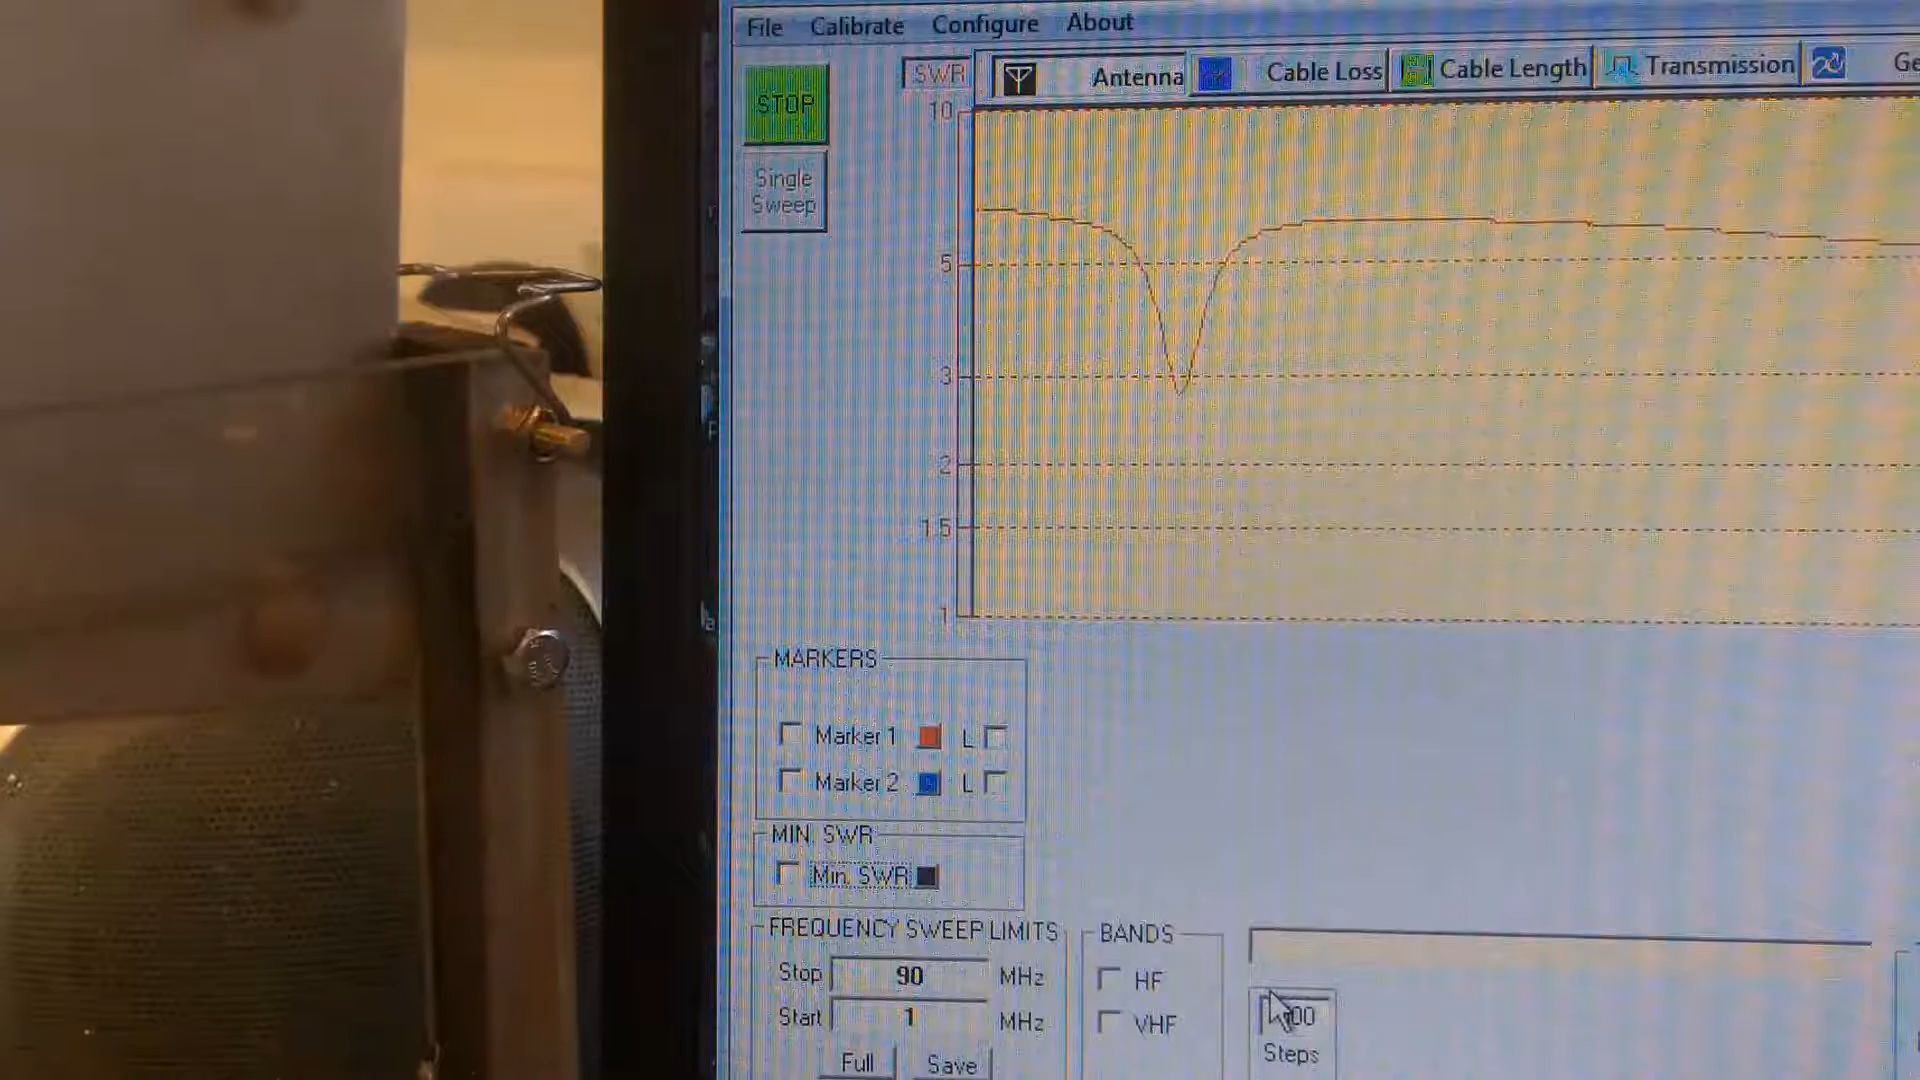 File Calibrate Configure About
STOP
Single
Sweep
SWR
Antenna Cable Loss Cable Length Transmission
10
5
3
2
1.5
1
MARKERS
Marker 1 L
Marker 2 L
MIN. SWR
Min. SWR
FREQUENCY SWEEP LIMITS
Stop 90 MHz
Start 1 MHz
Full Save
BANDS
HF
VHF
Steps